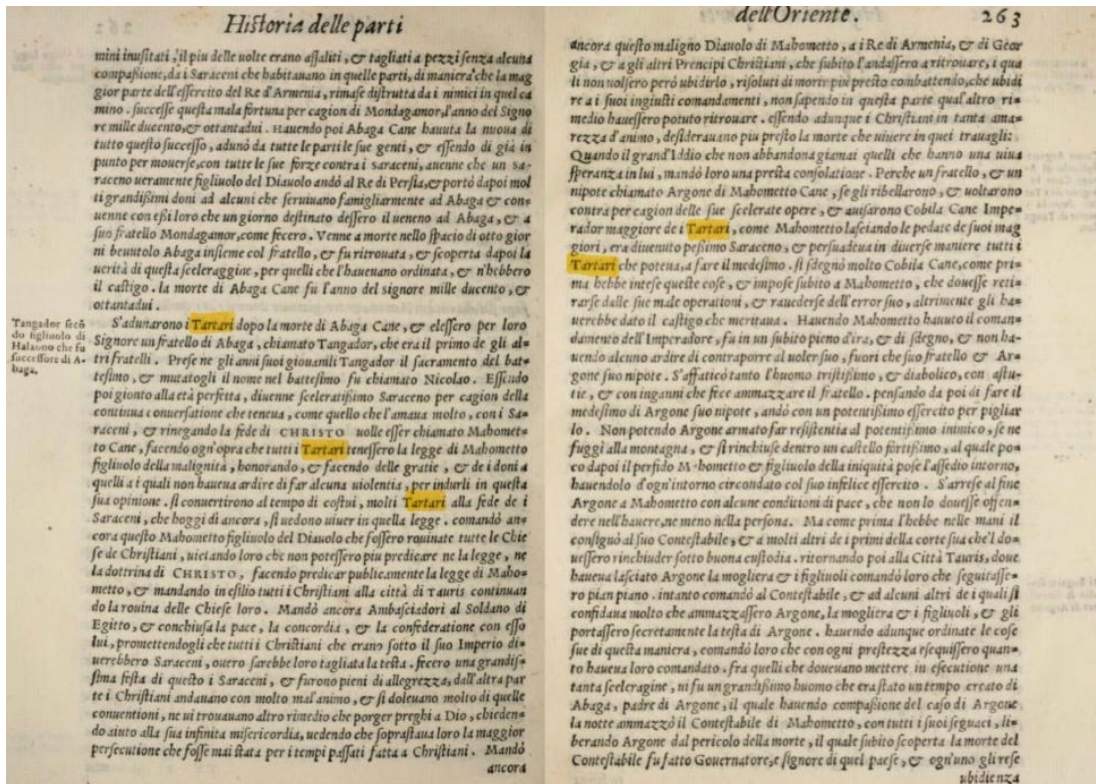 Historia delle parti
mini inusitati, il piu delle uolte erano assaliti, & tagliati a pezzi senza alcuna
compassione, da i Saraceni che habitauano in quelle parti, di maniera che la mag
gior parte dell'essercito del Re d'Armenia, rimase distrutta da i nimici in quel ca
mino. successe questa mala fortuna per cagion di Mondagamor, l'anno del Signo
re mille ducento, & ottantadui. Hauendo poi Abaga Cane hauuta la nuoua di
tutto questo successo, adunò da tutte le parti le sue genti, & essendo di già in
punto per mouerse, con tutte le sue forze contra i saraceni, auenne che un sa-
raceno ueramente figliuolo del Diauolo andò al Re di Persia, & portò dapoi mol
ti grandissimi doni ad alcuni che seruiuano famigliarmente ad Abaga & con-
uenne con essi loro che un giorno destinato dessero il ueneno ad Abaga, & a
suo fratello Mondagamor, come fecero. Venne a morte nello spacio di otto gior
ni beuutolo Abaga insieme col fratello, & fu ritrouata, & scoperta dapoi la
uerità di questa sceleraggine, per quelli che l'haueuano ordinata, & n'hebbero
il castigo. la morte di Abaga Cane fu l'anno del signore mille ducento, &
ottantadui.
Tangador secō
do figliuolo di
Halaono che fu
successore di A-
baga.
S'adunarono i Tartari dopo la morte di Abaga Cane, & elessero per loro
Signore un fratello di Abaga, chiamato Tangador, che era il primo de gli al-
tri fratelli. Prese ne gli anni suoi giouanili Tangador il sacramento del bat-
tesimo, & mutatogli il nome nel battesimo fu chiamato Nicolao. Essendo
poi gionto alla età perfetta, diuenne sceleratissimo Saraceno per cagion della
continua conuersatione che teneua, come quello che l'amaua molto, con i Sa-
raceni, & rinegando la fede di CHRISTO uolle esser chiamato Mahomet-
to Cane, facendo ogn'opra che tutti i Tartari tenessero la legge di Mahometto
figliuolo della malignità, honorando, & facendo delle gratie, & de i doni a
quelli a i quali non haueua ardire di far alcuna uiolentia, per indurli in questa
sua opinione. si conuertirono al tempo di costui, molti Tartari alla fede de i
Saraceni, che hoggi dì ancora, si uedono uiuer in quella legge. comandò an-
cora questo Mahometto figliuolo del Diauolo che fossero rouinate tutte le Chie
se de Christiani, uietando loro che non potessero piu predicare ne la legge, ne
la dottrina di CHRISTO, facendo predicar publicamente la legge di Maho-
metto, & mandando in esilio tutti i Christiani alla città di Tauris continuan
do la rouina delle Chiese loro. Mandò ancora Ambasciadori al Soldano di
Egitto, & conchiusa la pace, la concordia, & la confederatione con esso
lui, promettendogli che tutti i Christiani che erano sotto il suo Imperio di-
uerebbero Saraceni, ouero sarebbe loro tagliata la testa. fecero una grandis-
sima festa di questo i Saraceni, & furono pieni di allegrezza, dall'altra par
te i Christiani andauano con molto mal'animo, & si doleuano molto di quelle
conuentioni, ne ui trouauano altro rimedio che porger preghi a Dio, chieden-
do aiuto alla sua infinita misericordia, uedendo che soprastaua loro la maggior
persecutione che fosse mai stata per i tempi passati fatta a Christiani. Mandò
ancora
dell'Oriente. 263
ancora questo maligno Diauolo di Mahometto, a i Re di Armenia, & di Geor
gia, & a gli altri Prencipi Christiani, che subito l'andassero a ritrouare, i qua
li non uolsero però ubidirlo, risoluti di morir piu presto combattendo, che ubidi
re a i suoi ingiusti comandamenti, non sapendo in questa parte qual'altro ri-
medio hauessero potuto ritrouare. essendo adunque i Christiani in tanta ama-
rezza d'animo, desiderauano piu presto la morte che uiuere in quei trauagli:
Quando il grand'Iddio che non abbandona giamai quelli che hanno una uiua
speranza in lui, mandò loro una presta consolatione. Perche un fratello, & un
nipote chiamato Argone di Mahometto Cane, se gli ribellarono, & uoltarono
contra per cagion delle sue scelerate opere, & auisarono Cobila Cane Impe-
rador maggiore de i Tartari, come Mahometto lasciando le pedate de suoi mag
giori, era diuenuto pessimo Saraceno, & persuadeua in diuerse maniere tutti i
Tartari che poteua, a fare il medesimo. si sdegnò molto Cobila Cane, come pri-
ma hebbe intese queste cose, & impose subito a Mahometto, che douesse reti-
rarse dalle sue male operationi, & rauederse dell'error suo, altrimente gli ha-
uerebbe dato il castigo che meritaua. Hauendo Mahometto hauuto il coman-
damento dell'Imperadore, fu in un subito pieno d'ira, & di sdegno, & non ha-
uendo alcuno ardire di contraporre al uoler suo, fuori che suo fratello & Ar-
gone suo nipote. S'affaticò tanto l'huomo tristissimo, & diabolico, con astu-
tie, & con inganni che fece ammazzare il fratello. pensando da poi di fare il
medesimo di Argone suo nipote, andò con un potentissimo essercito per pigliar
lo. Non potendo Argone armato far resistentia al potentissimo inimico, se ne
fuggì alla montagna, & si rinchiuse dentro un castello fortissimo, al quale po
co dapoi il perfido M-hometto & figliuolo della iniquità pose l'assedio intorno,
hauendolo d'ogn'intorno circondato col suo infelice essercito. S'arrese al fine
Argone a Mahometto con alcune conditioni di pace, che non lo douesse offen-
dere nell'hauere, ne meno nella persona. Ma come prima l'hebbe nelle mani il
consignò al suo Contestabile, & a molti altri de i primi della corte sua che'l do-
uessero rinchiuder sotto buona custodia. ritornando poi alla Città Tauris, doue
haueua lasciato Argone la mogliera & i figliuoli comandò loro che seguitasse-
ro pian piano. intanto comandò al Contestabile, & ad alcuni altri de i quali si
confidaua molto che ammazzassero Argone, la mogliera & i figliuoli, & gli
portassero secretamente la testa di Argone. hauendo adunque ordinate le cose
sue di questa maniera, comandò loro che con ogni prestezza esequissero quan-
to haueua loro comandato. fra quelli che doueuano mettere in esecutione una
tanta sceleragine, ui fu un grandissimo huomo che era stato un tempo creato di
Abaga, padre di Argone, il quale hauendo compassione del caso di Argone
la notte ammazzò il Contestabile di Mahometto, con tutti i suoi seguaci, li-
berando Argone dal pericolo della morte, il quale subito scoperta la morte del
Contestabile fu fatto Gouernatore, e signore di quel paese, & ogn'uno gli rese
ubidienza